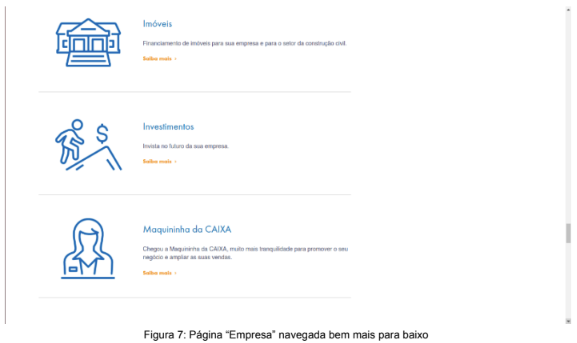 Imóveis
Financiamento de imóveis para sua empresa e para o setor da construção civil.
Saiba mais ›
Investimentos
Invista no futuro da sua empresa.
Saiba mais ›
Maquininha da CAIXA
Chegou a Maquininha da CAIXA, muito mais tranquilidade para promover o seu
negócio e ampliar as suas vendas.
Saiba mais ›
Figura 7: Página “Empresa” navegada bem mais para baixo